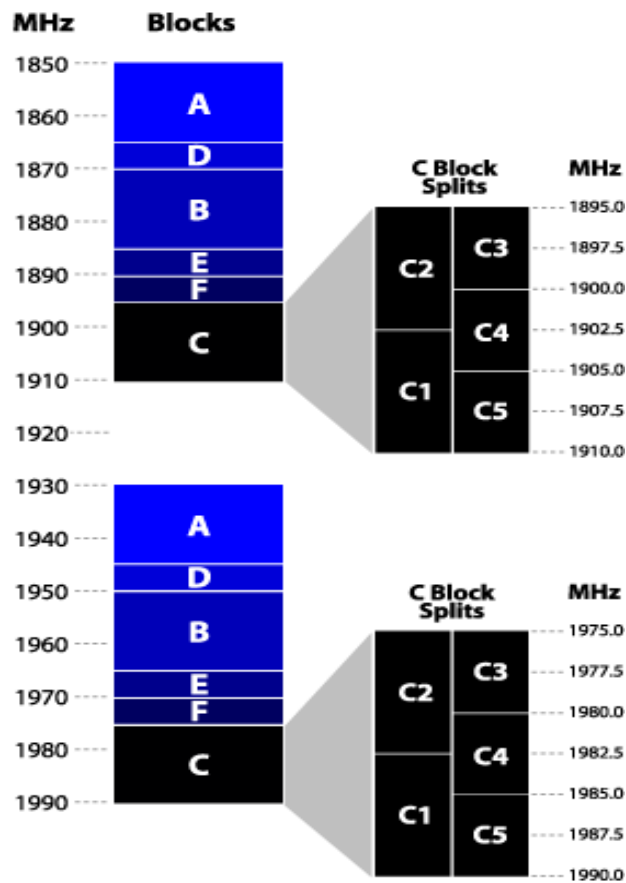 MHz Blocks
1850
A
1860
D
1870
B
1880
E
1890
F
1900
C
1910
1920
C Block
Splits
MHz
1895.0
C3
1897.5
C2
1900.0
C4
1902.5
C1
1905.0
C5
1907.5
1910.0
1930
A
1940
D
1950
B
1960
E
1970
F
1980
C
1990
C Block
Splits
MHz
1975.0
C3
1977.5
C2
1980.0
C4
1982.5
C1
1985.0
C5
1987.5
1990.0